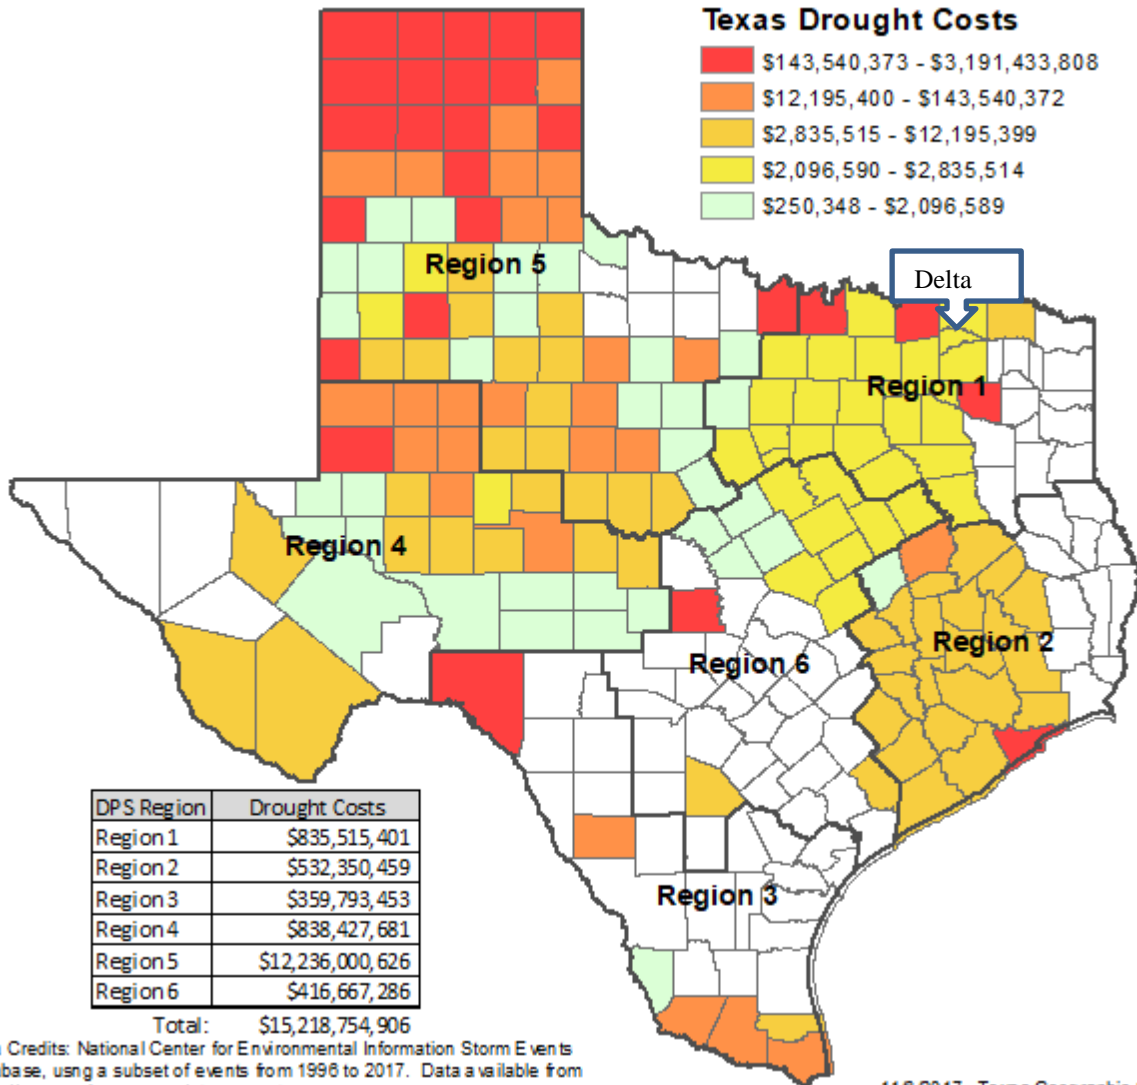 Texas Drought Costs
$143,540,373 - $3,191,433,808
$12,195,400 - $143,540,372
$2,835,515 - $12,195,399
$2,096,590 - $2,835,514
$250,348 - $2,096,589
Delta
Region 5
Region 1
Region 4
Region 2
Region 6
Region 3
DPS Region Drought Costs
Region 1 $835,515,401
Region 2 $532,350,459
Region 3 $359,793,453
Region 4 $838,427,681
Region 5 $12,236,000,626
Region 6 $416,667,286
Total: $15,218,754,906
Credits: National Center for Environmental Information Storm Events
base, usng a subset of events from 1996 to 2017. Data available from